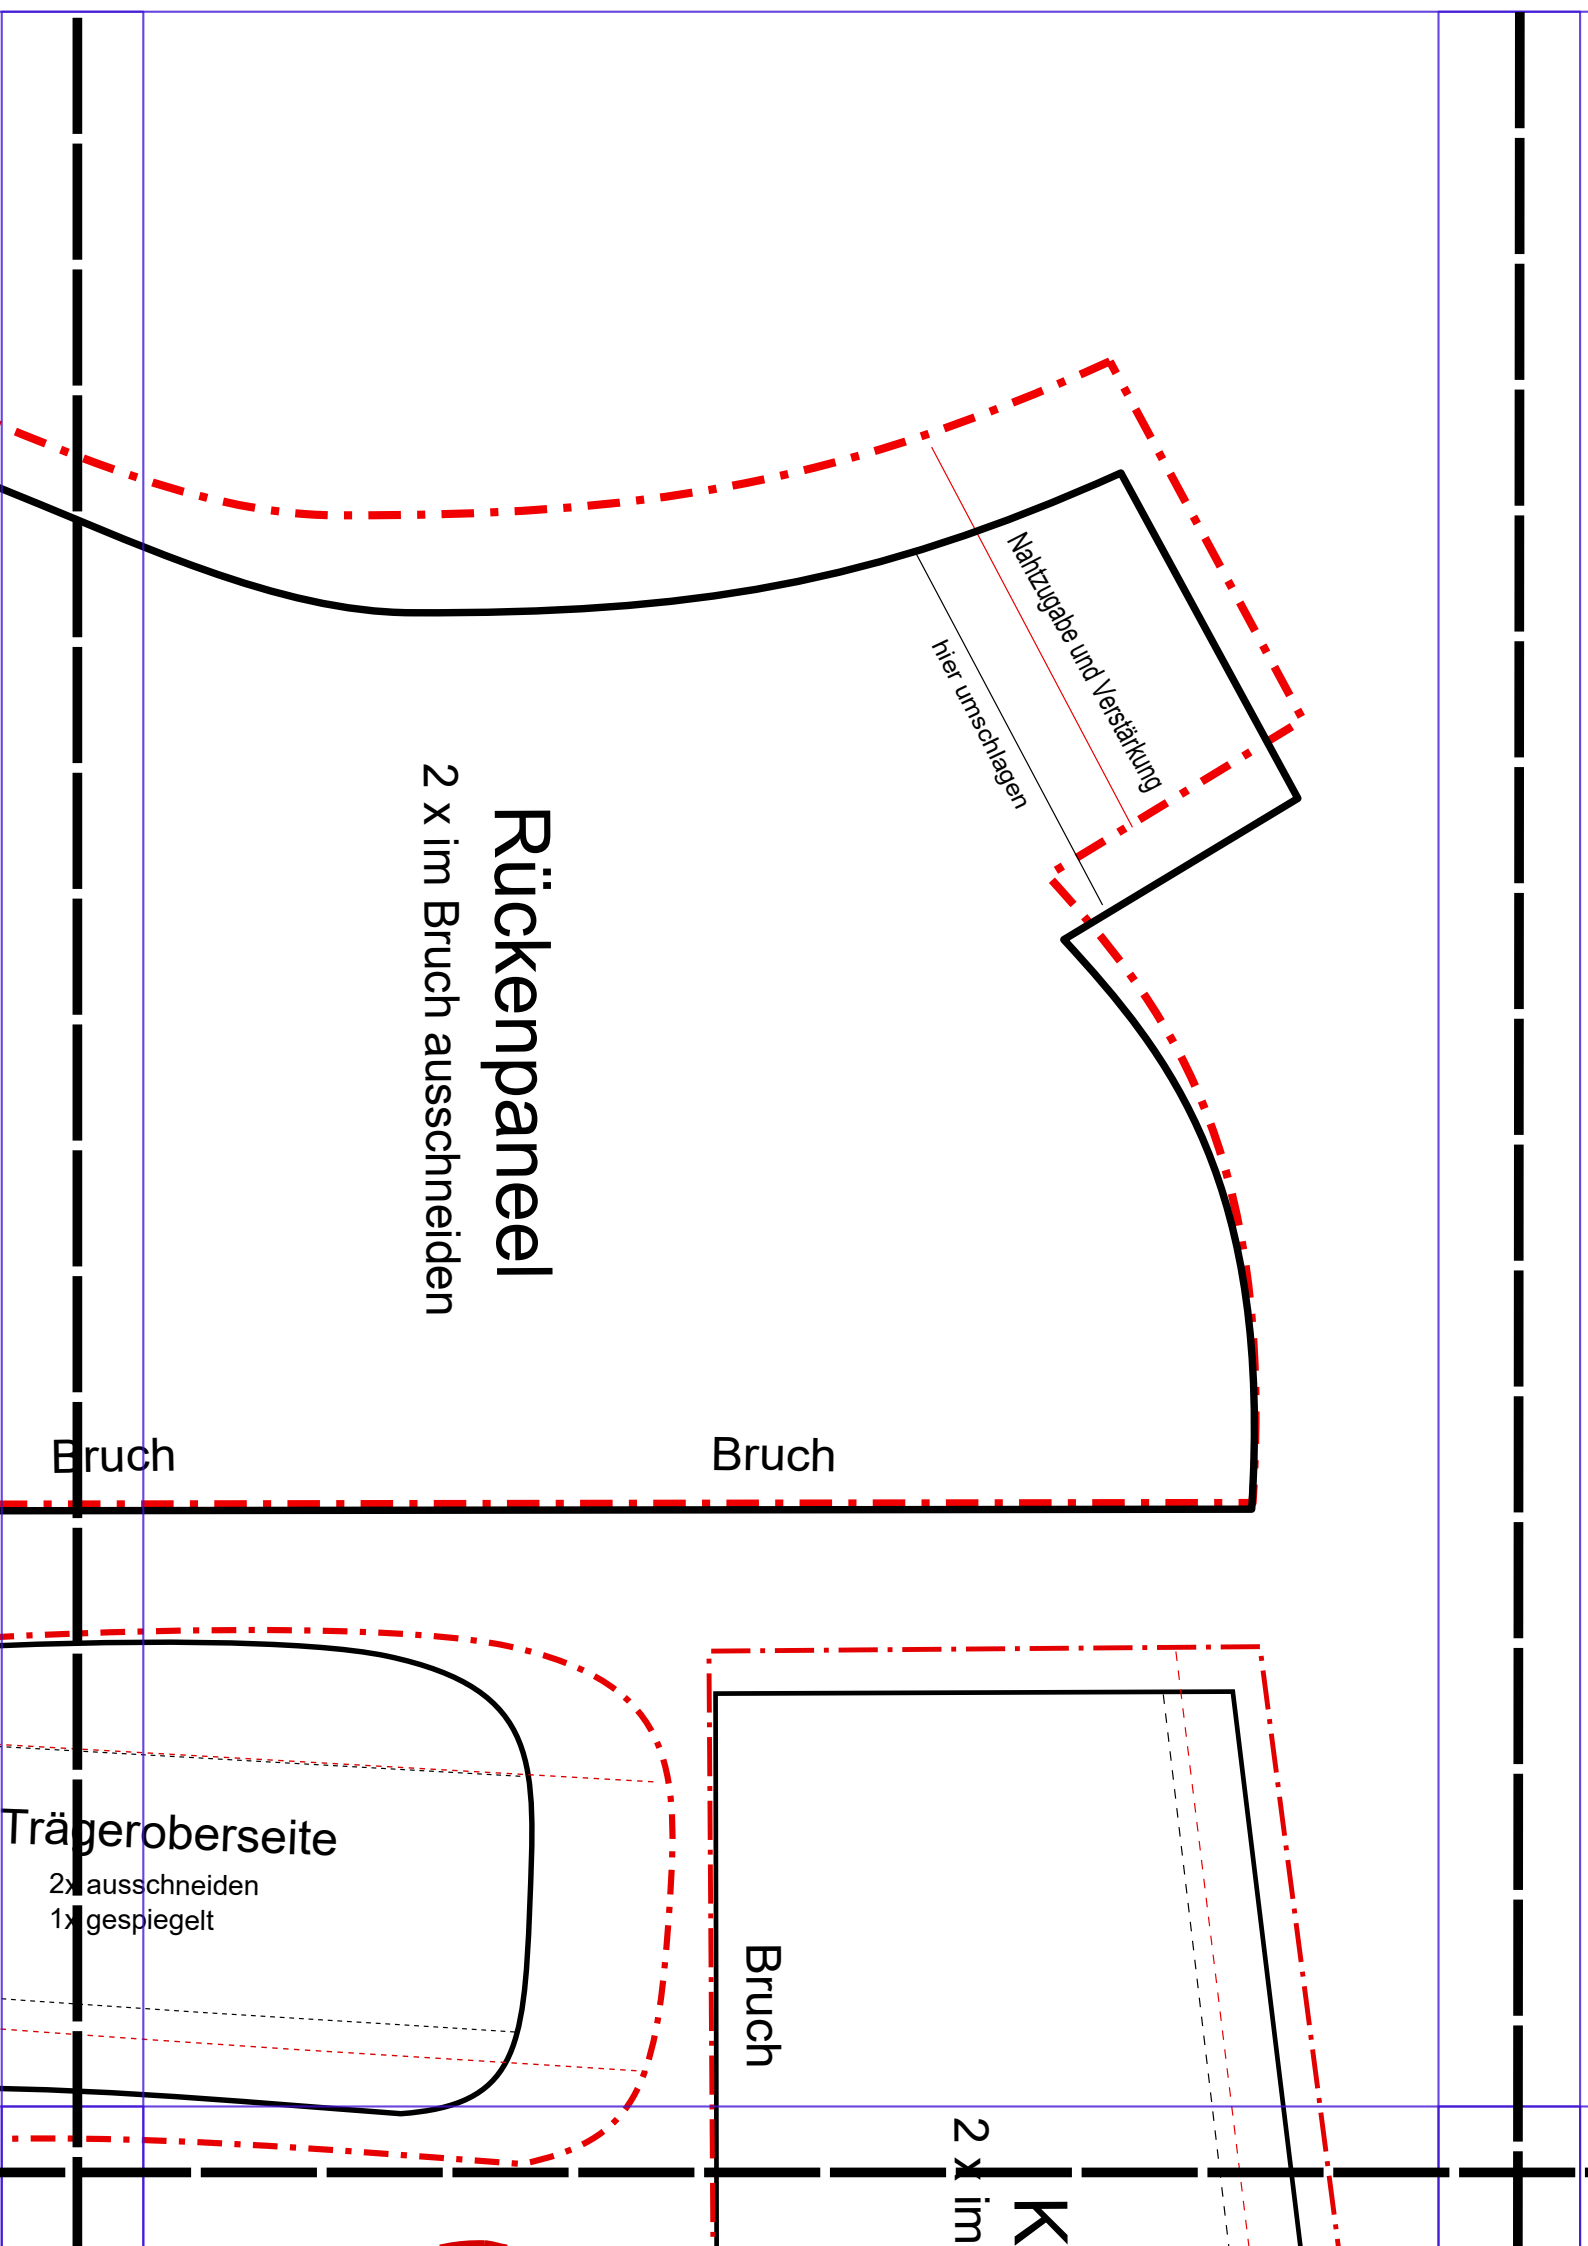 Nahtzugabe und Verstärkung
hier umschlagen
Rückenpaneel
2 x im Bruch ausschneiden
Bruch
Bruch
Trägeroberseite
2x ausschneiden
1x gespiegelt
Bruch
K
2 x im